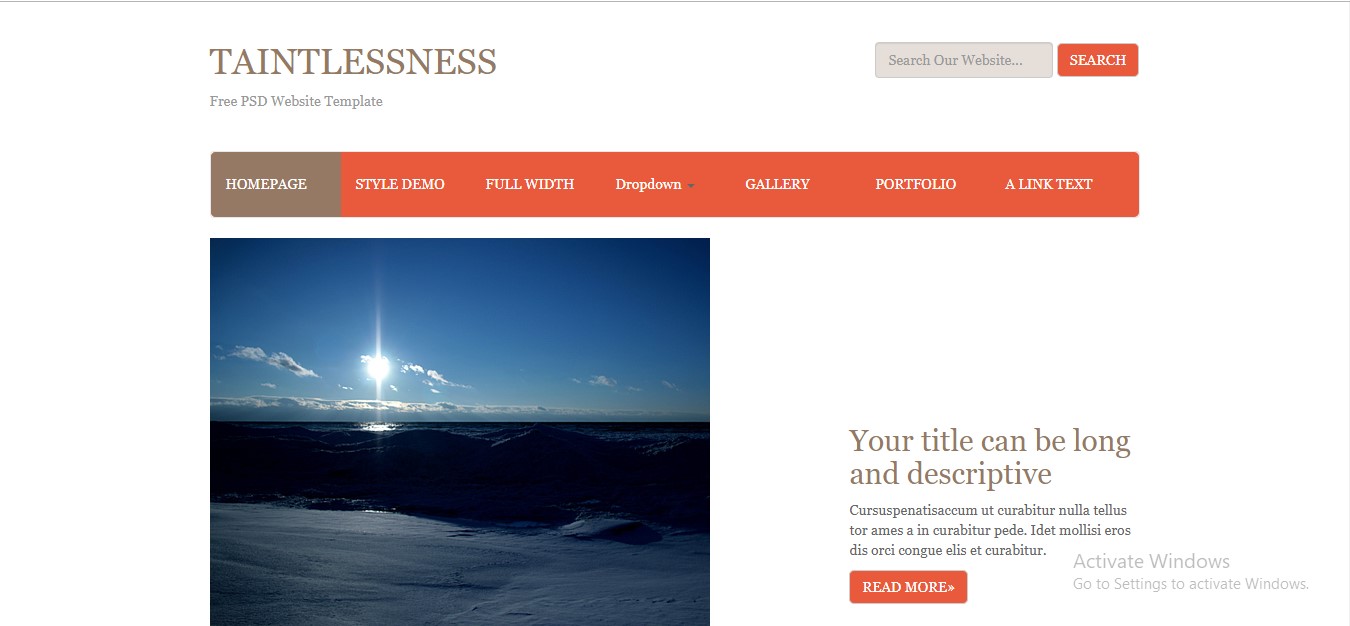 TAINTLESSNESS
Free PSD Website Template
Search Our Website...
SEARCH
HOMEPAGE
STYLE DEMO
FULL WIDTH
Dropdown
GALLERY
PORTFOLIO
A LINK TEXT
Your title can be long
and descriptive
Cursuspenatisaccum ut curabitur nulla tellus
tor ames a in curabitur pede. Idet mollisi eros
dis orci congue elis et curabitur.
READ MORE»
Activate Windows
Go to Settings to activate Windows.